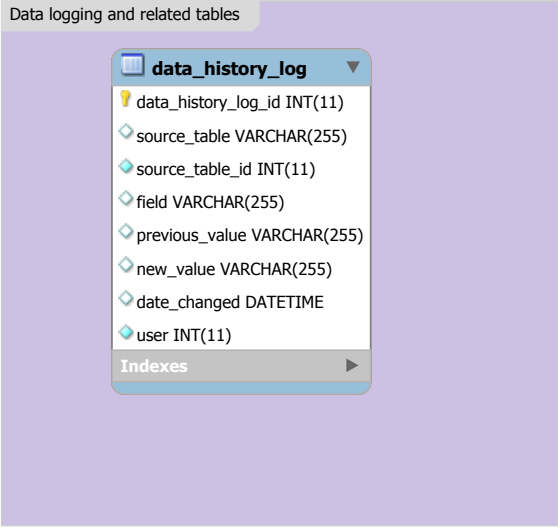 Data logging and related tables
data_history_log
data_history_log_id INT(11)
source_table VARCHAR(255)
source_table_id INT(11)
field VARCHAR(255)
previous_value VARCHAR(255)
new_value VARCHAR(255)
date_changed DATETIME
user INT(11)
Indexes